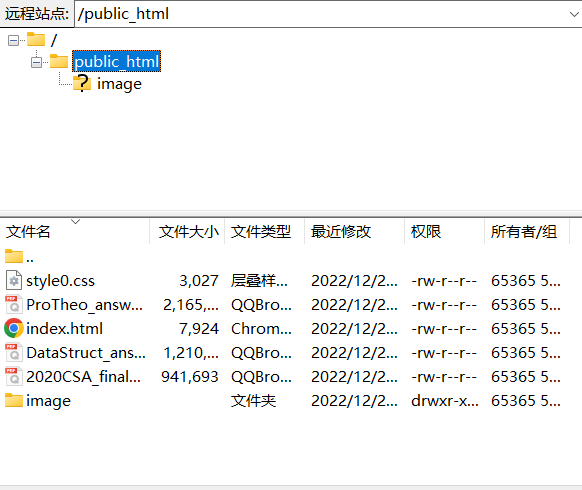 远程站点: /public_html
/
public_html
? image
文件名 文件大小 文件类型 最近修改 权限 所有者/组
..
style0.css 3,027 层叠样... 2022/12/2... -rw-r--r-- 65365 5...
ProTheo_answ... 2,165,... QQBro... 2022/12/2... -rw-r--r-- 65365 5...
index.html 7,924 Chrom... 2022/12/2... -rw-r--r-- 65365 5...
DataStruct_ans... 1,210,... QQBro... 2022/12/2... -rw-r--r-- 65365 5...
2020CSA_final... 941,693 QQBro... 2022/12/2... -rw-r--r-- 65365 5...
image 文件夹 2022/12/2... drwxr-x... 65365 5...